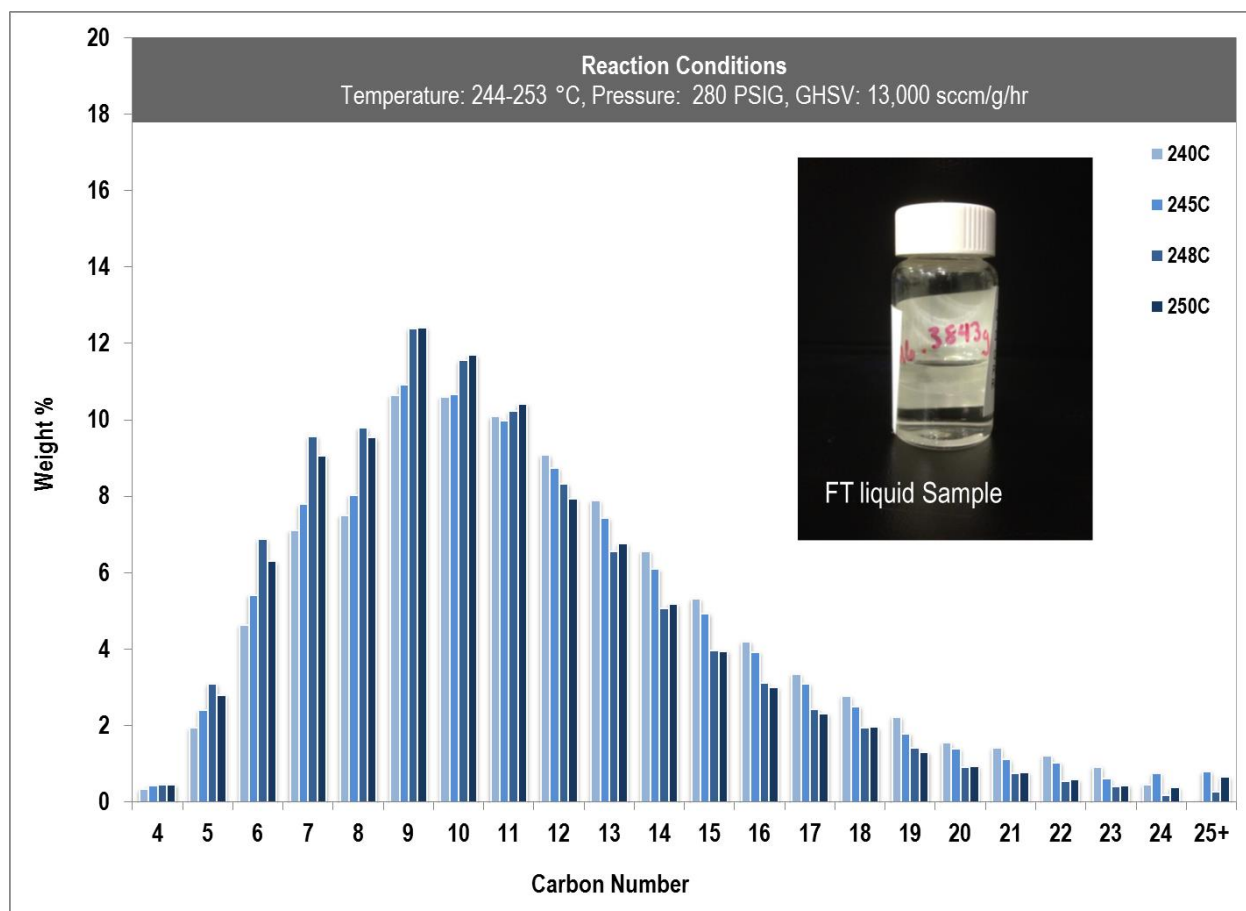 Reaction Conditions
Temperature: 244-253 °C, Pressure: 280 PSIG, GHSV: 13,000 sccm/g/hr
20
18
16
14
12
10
8
6
4
2
0
Weight %
240C
245C
248C
250C
16.3843g
FT liquid Sample
4 5 6 7 8 9 10 11 12 13 14 15 16 17 18 19 20 21 22 23 24 25+
Carbon Number